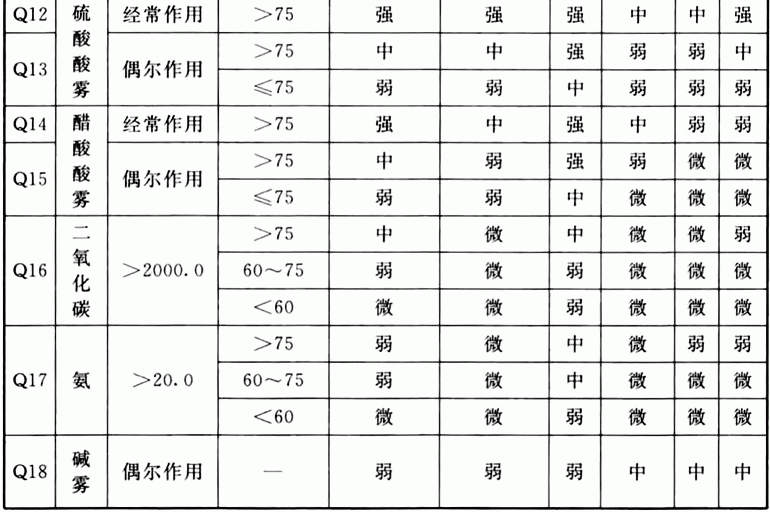 Q12 硫酸酸雾 经常作用 >75 强 强 强 中 中 强
Q13 偶尔作用 >75 中 中 强 弱 弱 中
≤75 弱 弱 中 弱 弱 弱
Q14 醋酸酸雾 经常作用 >75 强 中 强 中 弱 弱
Q15 偶尔作用 >75 中 弱 强 弱 微 微
≤75 弱 弱 中 微 微 微
Q16 二氧化碳 >2000.0 >75 中 微 中 微 微 弱
60～75 弱 微 弱 微 微 微
<60 微 微 弱 微 微 微
Q17 氨 >20.0 >75 弱 微 中 微 弱 弱
60～75 弱 微 中 微 微 微
<60 微 微 弱 微 微 微
Q18 碱雾 偶尔作用 — 弱 弱 弱 中 中 中